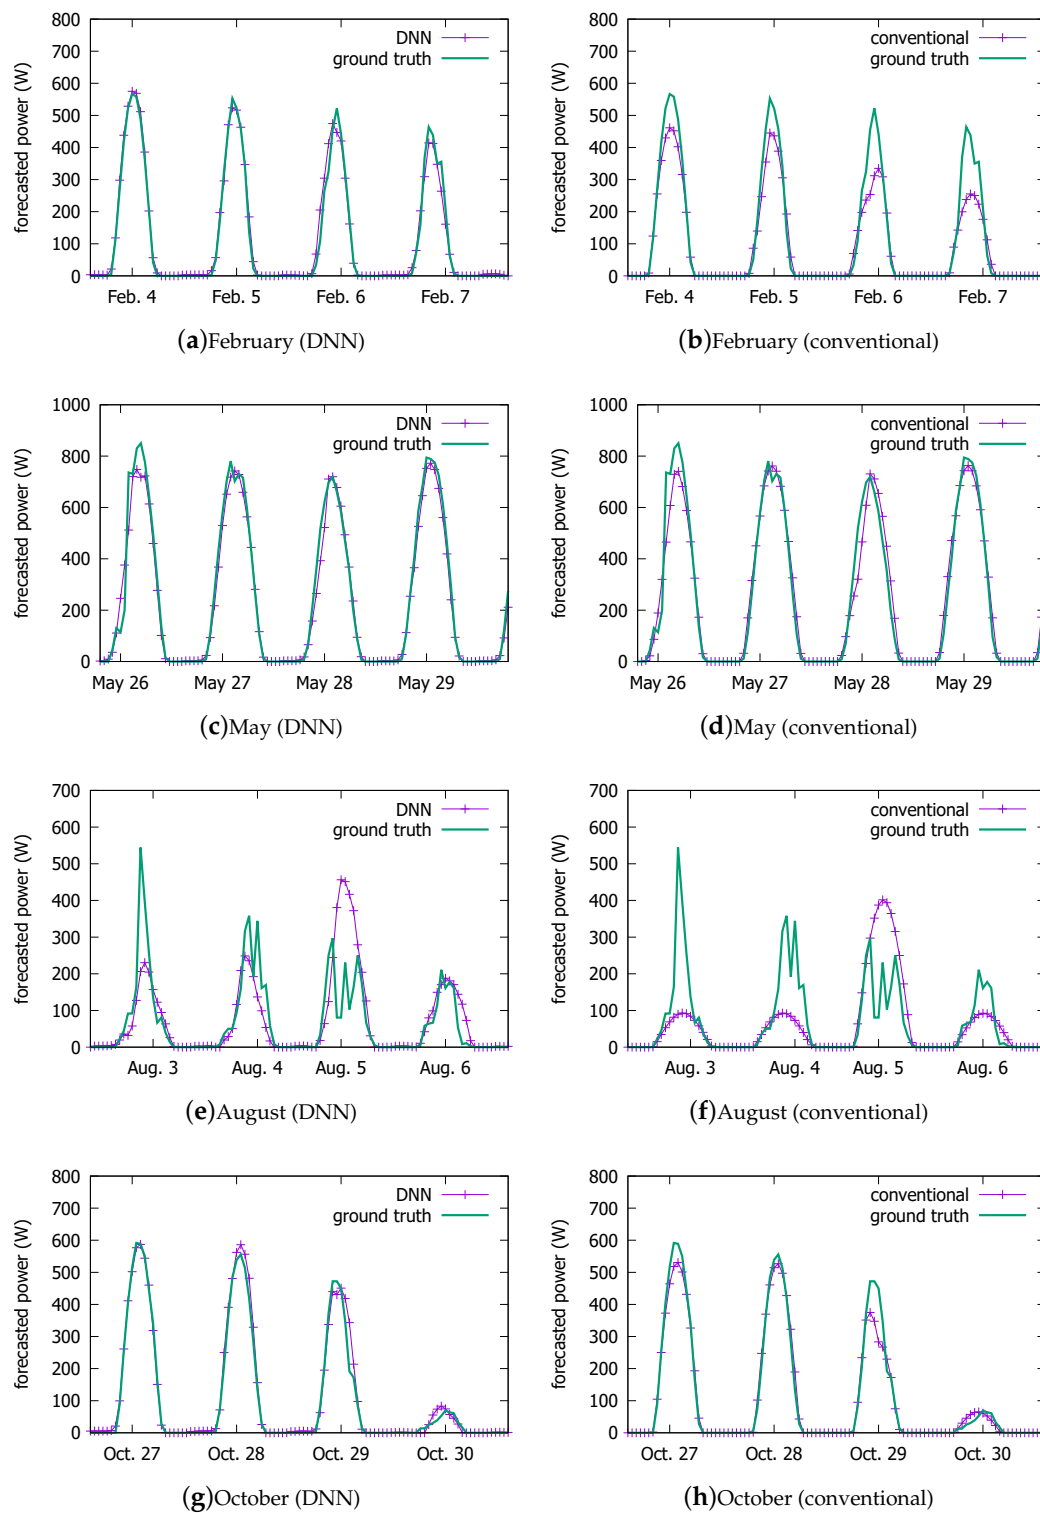 800
700
600
500
400
300
200
100
0
forecasted power (W)
DNN
ground truth
Feb. 4 Feb. 5 Feb. 6 Feb. 7
(a)February (DNN)
800
700
600
500
400
300
200
100
0
forecasted power (W)
conventional
ground truth
Feb. 4 Feb. 5 Feb. 6 Feb. 7
(b)February (conventional)
1000
800
600
400
200
0
forecasted power (W)
DNN
ground truth
May 26 May 27 May 28 May 29
(c)May (DNN)
1000
800
600
400
200
0
forecasted power (W)
conventional
ground truth
May 26 May 27 May 28 May 29
(d)May (conventional)
700
600
500
400
300
200
100
0
forecasted power (W)
DNN
ground truth
Aug. 3 Aug. 4 Aug. 5 Aug. 6
(e)August (DNN)
700
600
500
400
300
200
100
0
forecasted power (W)
conventional
ground truth
Aug. 3 Aug. 4 Aug. 5 Aug. 6
(f)August (conventional)
800
700
600
500
400
300
200
100
0
forecasted power (W)
DNN
ground truth
Oct. 27 Oct. 28 Oct. 29 Oct. 30
(g)October (DNN)
800
700
600
500
400
300
200
100
0
forecasted power (W)
conventional
ground truth
Oct. 27 Oct. 28 Oct. 29 Oct. 30
(h)October (conventional)